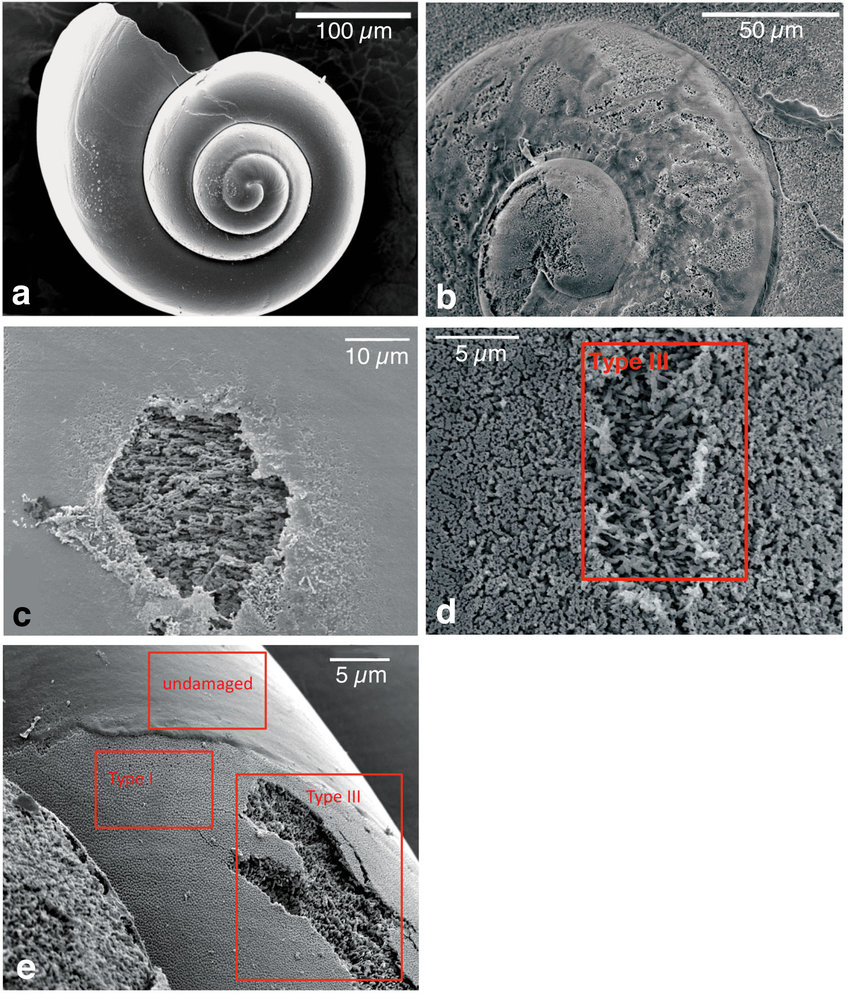 100 µm
a
50 µm
b
10 µm
c
5 µm
Type III
d
5 µm
undamaged
Type I
Type III
e